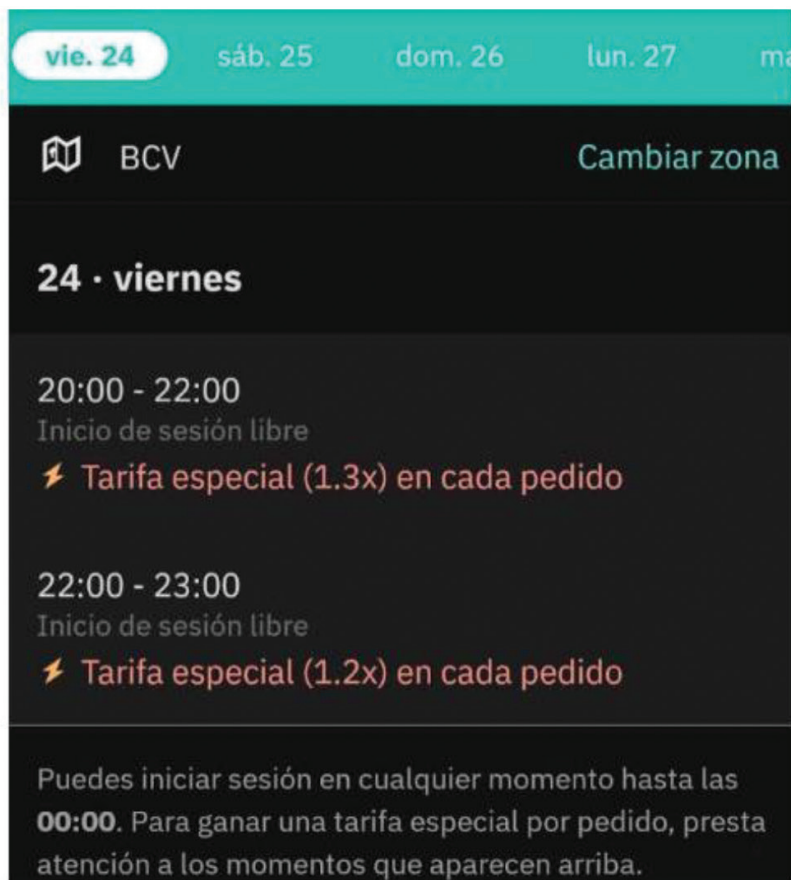 vie. 24 sáb. 25 dom. 26 lun. 27
BCV Cambiar zona
24 · viernes
20:00 - 22:00
Inicio de sesión libre
Tarifa especial (1.3x) en cada pedido
22:00 - 23:00
Inicio de sesión libre
Tarifa especial (1.2x) en cada pedido
Puedes iniciar sesión en cualquier momento hasta las
00:00. Para ganar una tarifa especial por pedido, presta
atención a los momentos que aparecen arriba.